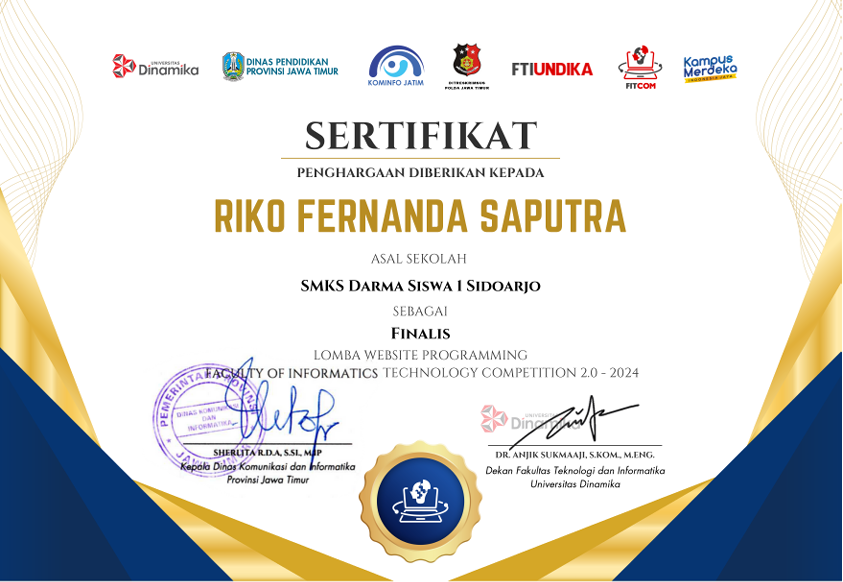 UNIVERSITAS
Dinamika
DINAS PENDIDIKAN
PROVINSI JAWA TIMUR
KOMINFO JATIM
DITRESKRIMSUS
POLDA JAWA TIMUR
FTIUNDIKA
FITCOM
Kampus
Merdeka
INDONESIA JAYA
SERTIFIKAT
PENGHARGAAN DIBERIKAN KEPADA
RIKO FERNANDA SAPUTRA
ASAL SEKOLAH
SMKS DARMA SISWA 1 SIDOARJO
SEBAGAI
FINALIS
LOMBA WEBSITE PROGRAMMING
FACULTY OF INFORMATICS TECHNOLOGY COMPETITION 2.0 - 2024
PEMERINTAH PROVINSI
DINAS KOMUNIKASI
DAN
INFORMATIKA
JAWA TIMUR
SHERLITA R.D.A, S.SI., M.IP
Kepala Dinas Komunikasi dan Informatika
Provinsi Jawa Timur
UNIVERSITAS
Dinamika
DR. ANJIK SUKMAAJI, S.KOM., M.ENG.
Dekan Fakultas Teknologi dan Informatika
Universitas Dinamika